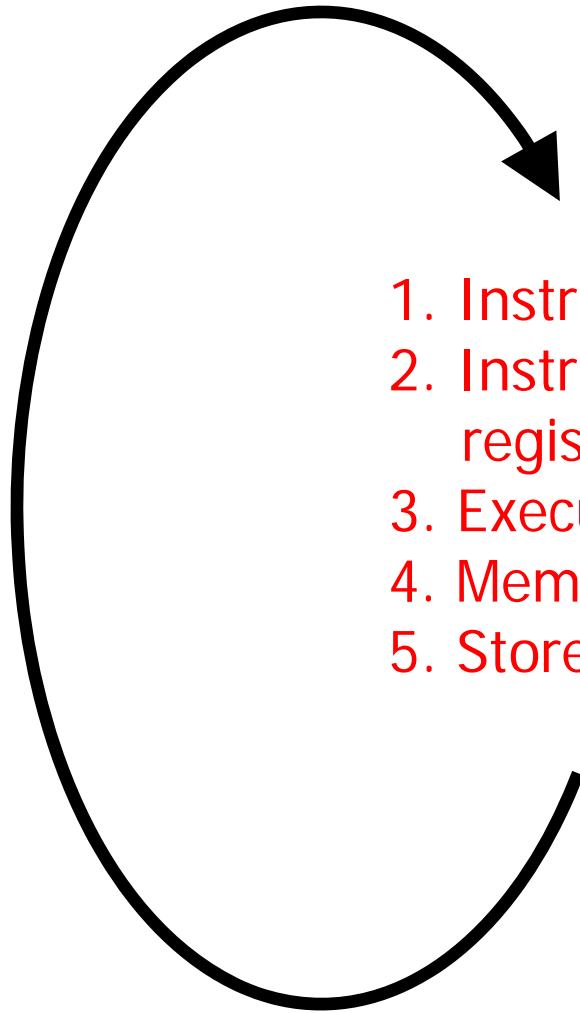 1. Instr
2. Instr
regis
3. Execu
4. Mem
5. Store